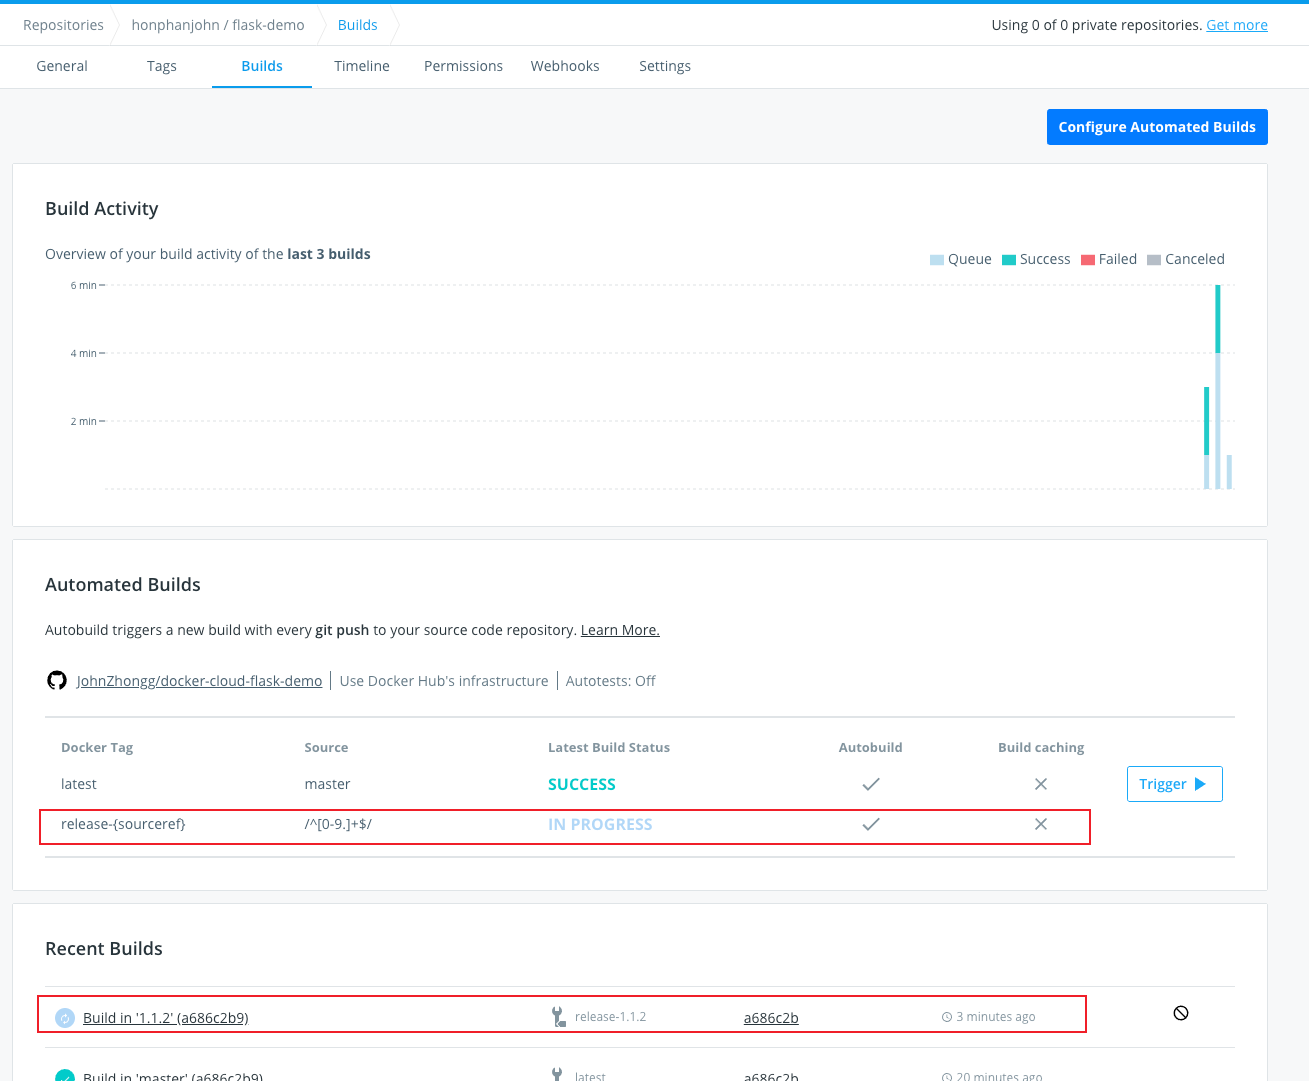 Repositories honphanjohn / flask-demo Builds Using 0 of 0 private repositories. Get more
General Tags Builds Timeline Permissions Webhooks Settings
Configure Automated Builds
Build Activity
Overview of your build activity of the last 3 builds
Queue Success Failed Canceled
6 min
4 min
2 min
Automated Builds
Autobuild triggers a new build with every git push to your source code repository. Learn More.
JohnZhongg/docker-cloud-flask-demo Use Docker Hub's infrastructure Autotests: Off
Docker Tag Source Latest Build Status Autobuild Build caching
latest master SUCCESS Trigger
release-{sourceref} /^[0-9.]+$/ IN PROGRESS
Recent Builds
Build in '1.1.2' (a686c2b9) release-1.1.2 a686c2b 3 minutes ago
Build in 'master' (a686c2b9) latest a686c2b 20 minutes ago